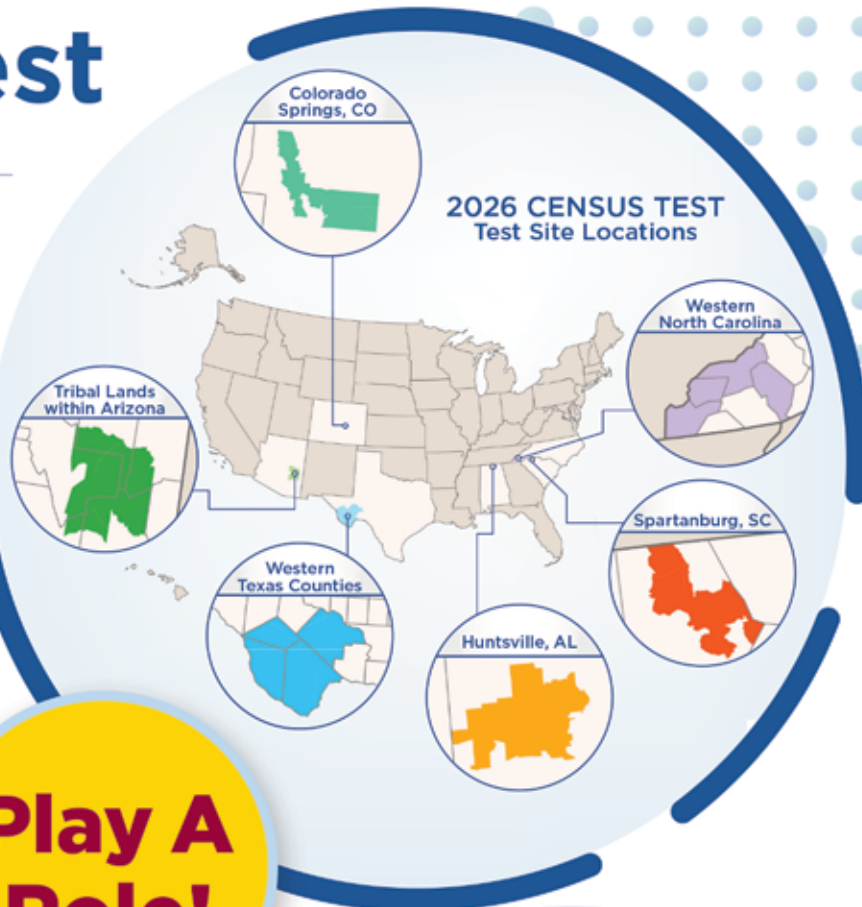 est
Colorado
Springs, CO
2026 CENSUS TEST
Test Site Locations
Western
North Carolina
Tribal Lands
within Arizona
Spartanburg, SC
Western
Texas Counties
Huntsville, AL
Play A
Role!